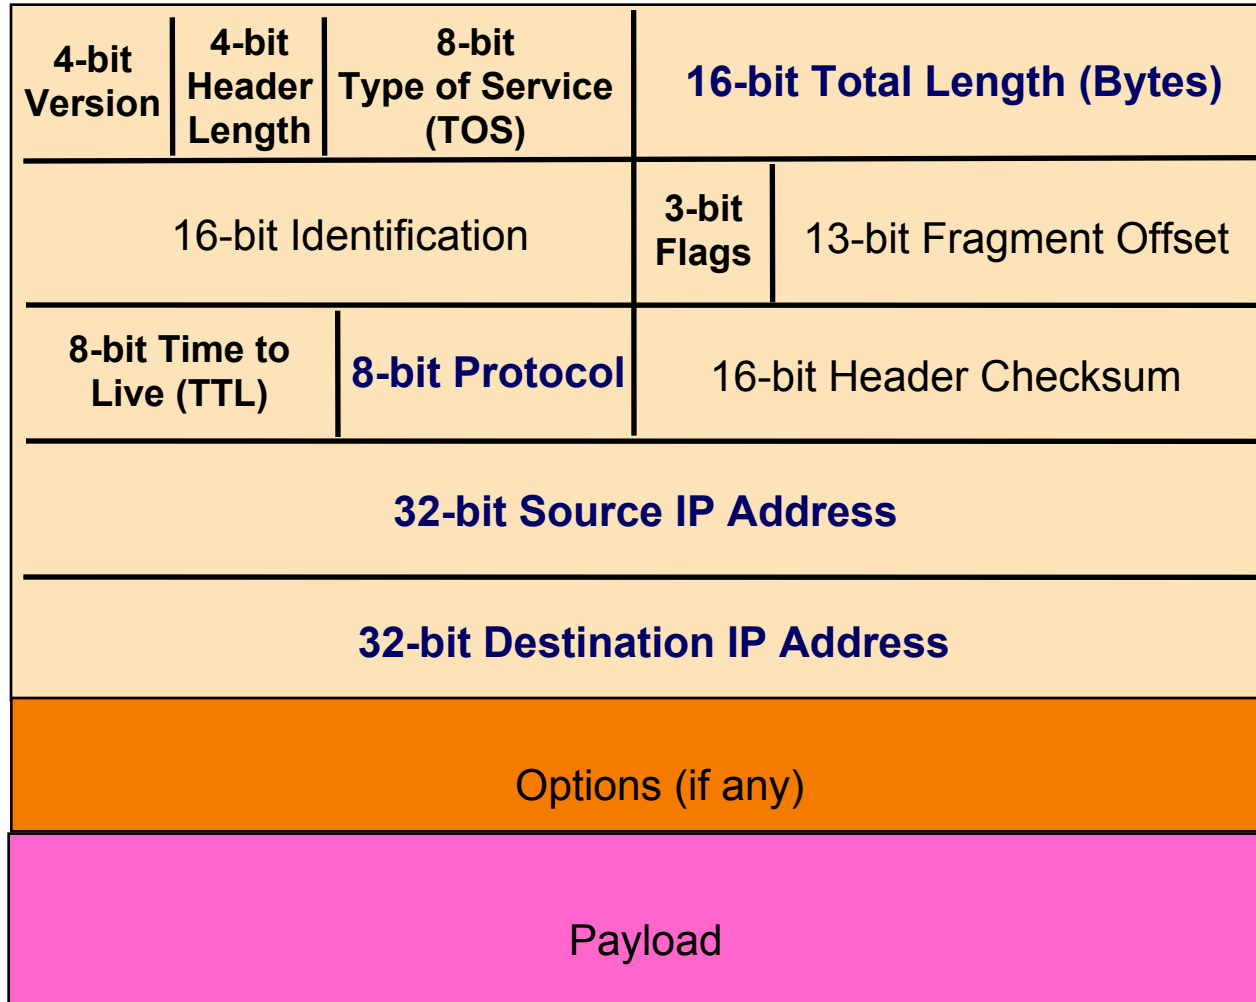 4-bit
Version
4-bit
Header
Length
8-bit
Type of Service
(TOS)
16-bit Total Length (Bytes)
16-bit Identification
3-bit
Flags
13-bit Fragment Offset
8-bit Time to
Live (TTL)
8-bit Protocol
16-bit Header Checksum
32-bit Source IP Address
32-bit Destination IP Address
Options (if any)
Payload